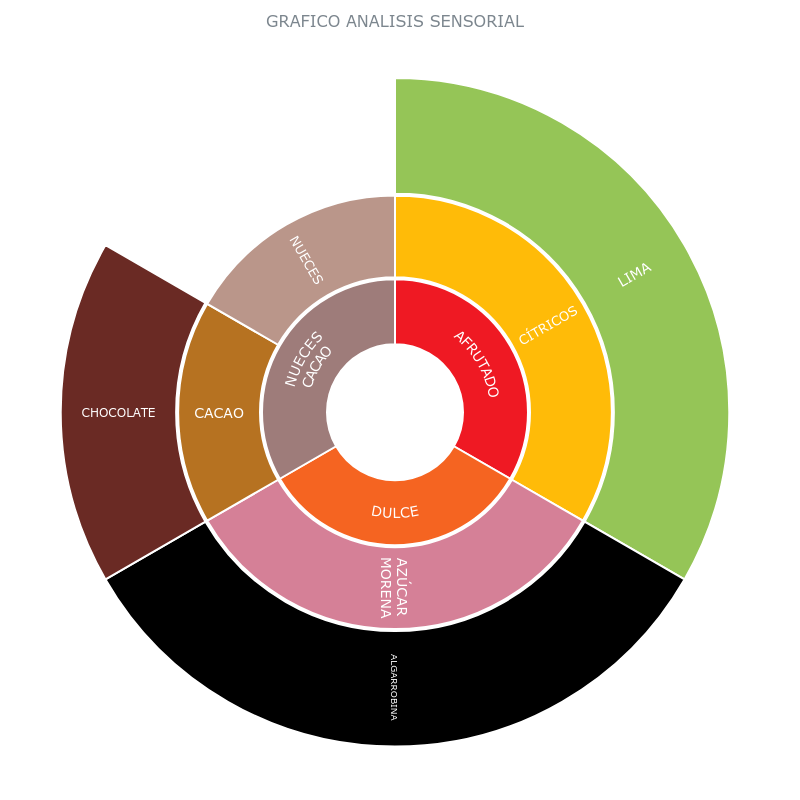 GRAFICO ANALISIS SENSORIAL
LIMA
CÍTRICOS
AFRUTADO
NUECES
NUECES
CACAO
CACAO
CHOCOLATE
DULCE
AZÚCAR
MORENA
ALGARROBINA